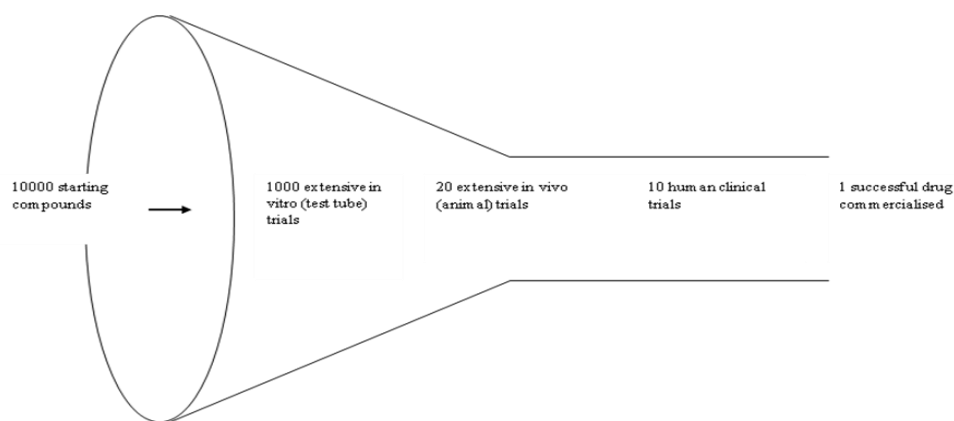 10000 starting
compounds
1000 extensive in
vitro (test tube)
trials
20 extensive in vivo
(animal) trials
10 human clinical
trials
1 successful drug
commercialised